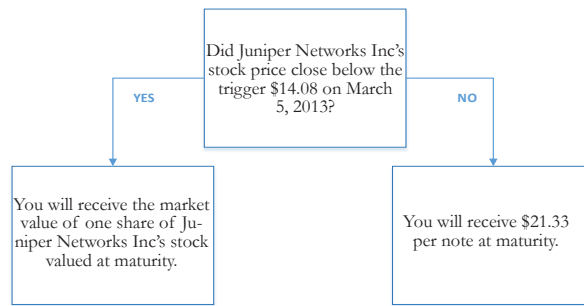 Did Juniper Networks Inc's
stock price close below the
trigger $14.08 on March
5, 2013?
YES
NO
You will receive the market
value of one share of Ju-
niper Networks Inc's stock
valued at maturity.
You will receive $21.33
per note at maturity.